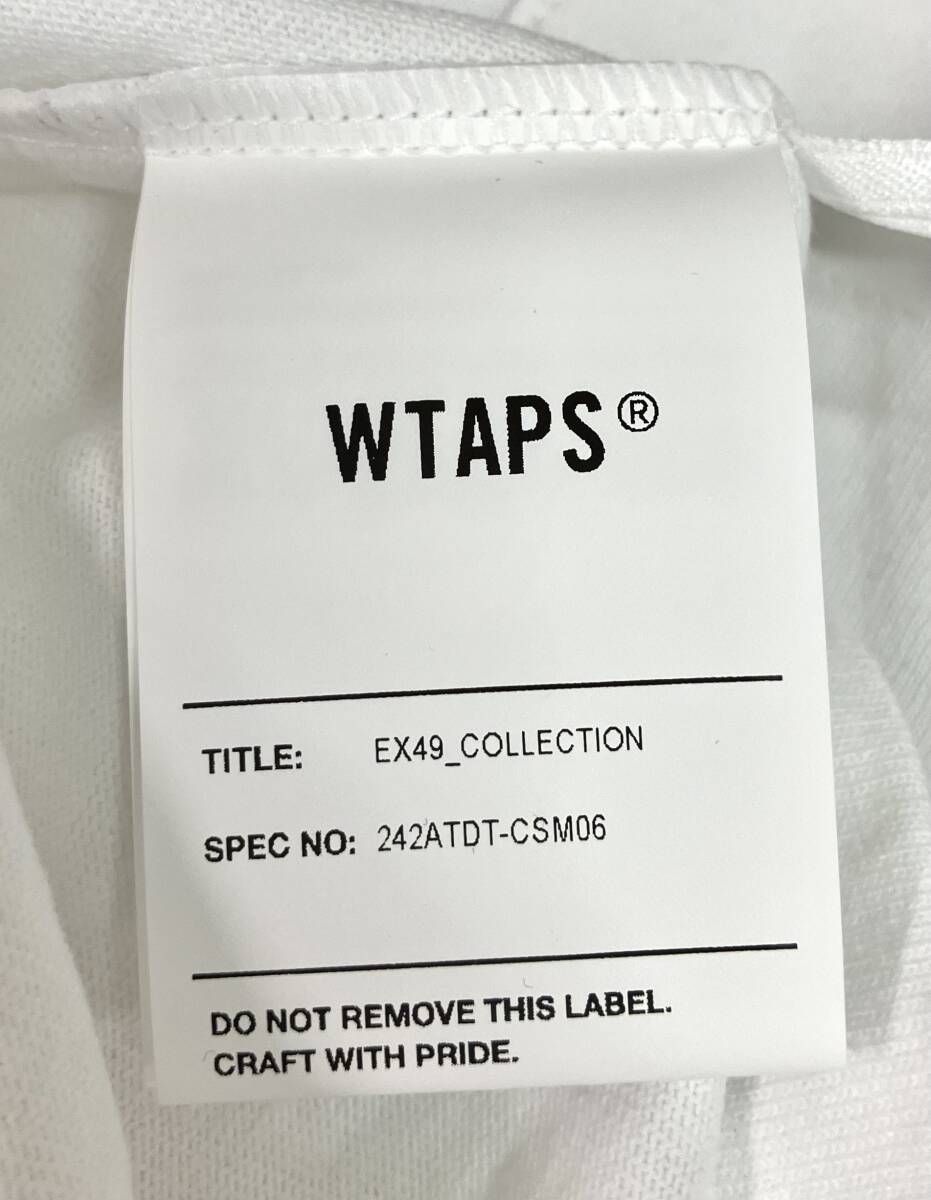 WTAPS®
TITLE: EX49_COLLECTION
SPEC NO: 242ATDT-CSM06
DO NOT REMOVE THIS LABEL.
CRAFT WITH PRIDE.